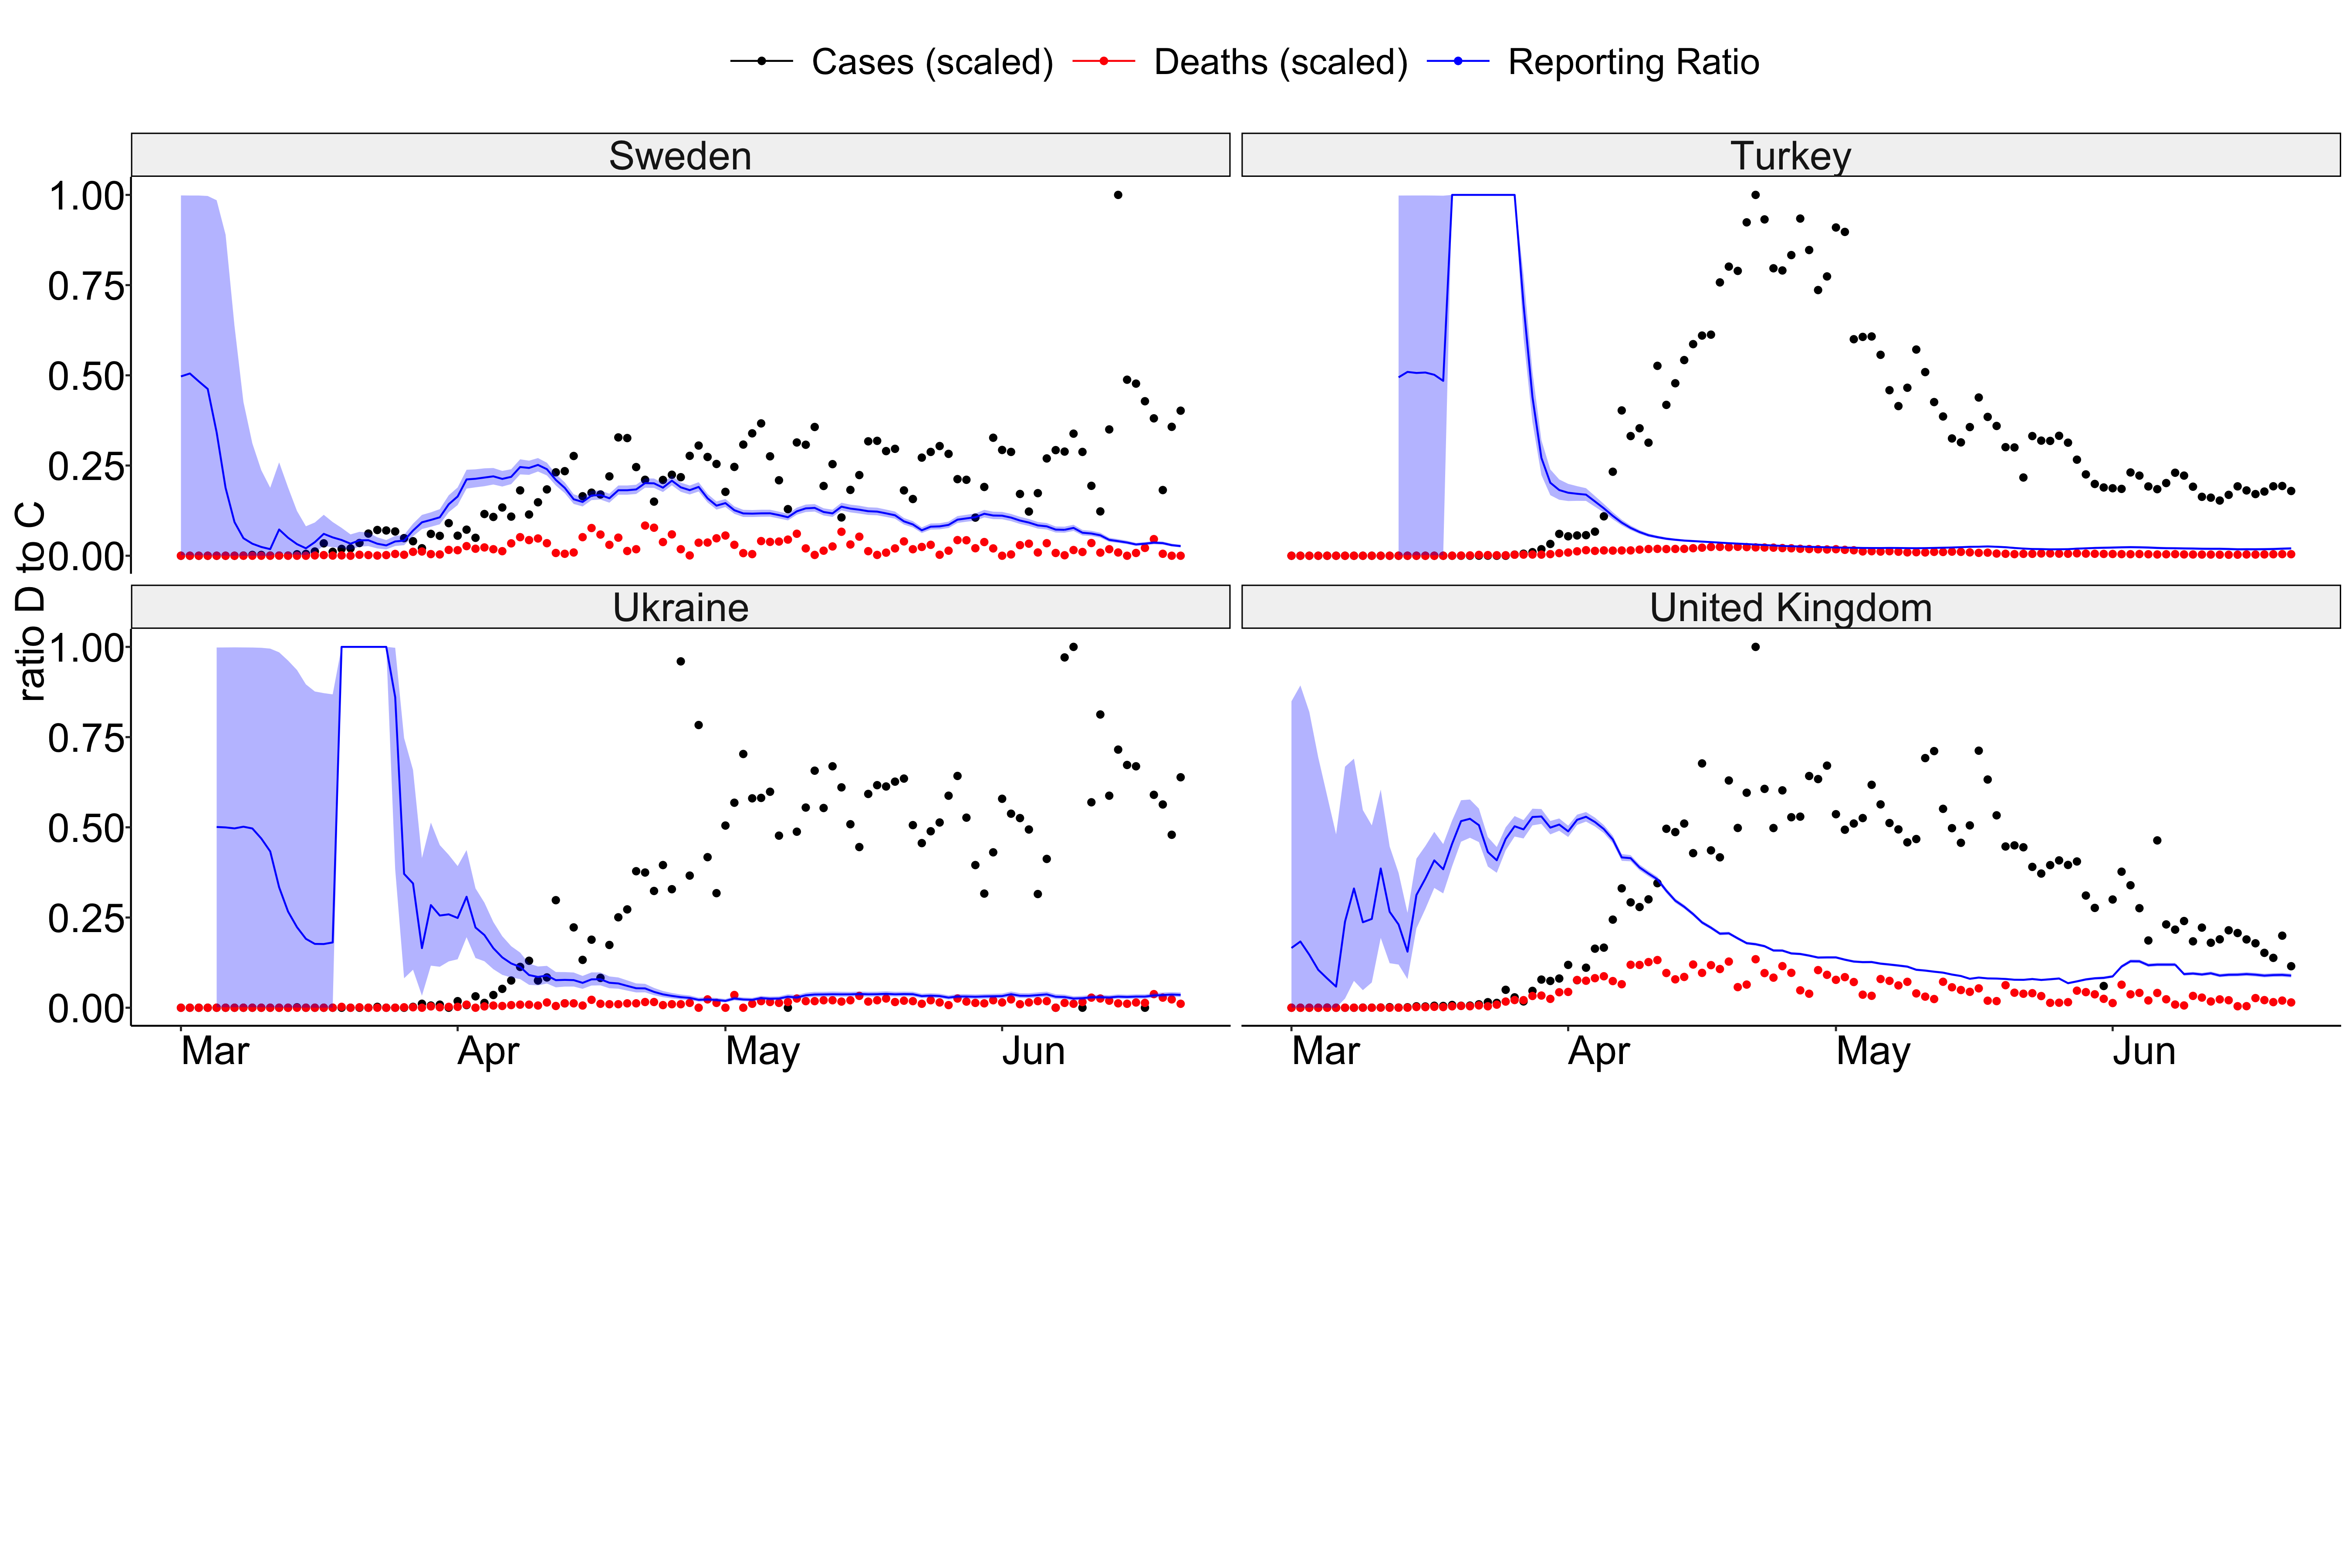 Cases (scaled) Deaths (scaled) Reporting Ratio
Sweden Turkey
1.00
0.75
0.50
0.25
0.00
ratio D to C
Ukraine United Kingdom
1.00
0.75
0.50
0.25
0.00
Mar Apr May Jun Mar Apr May Jun